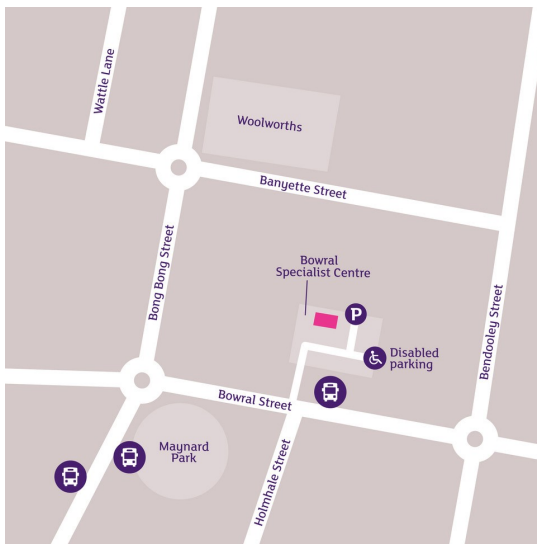 Wattle Lane
Woolworths
Banyette Street
Bong Bong Street
Bowral
Specialist Centre
P
Bendooley Street
Disabled
parking
Bowral Street
Maynard
Park
Holmhale Street